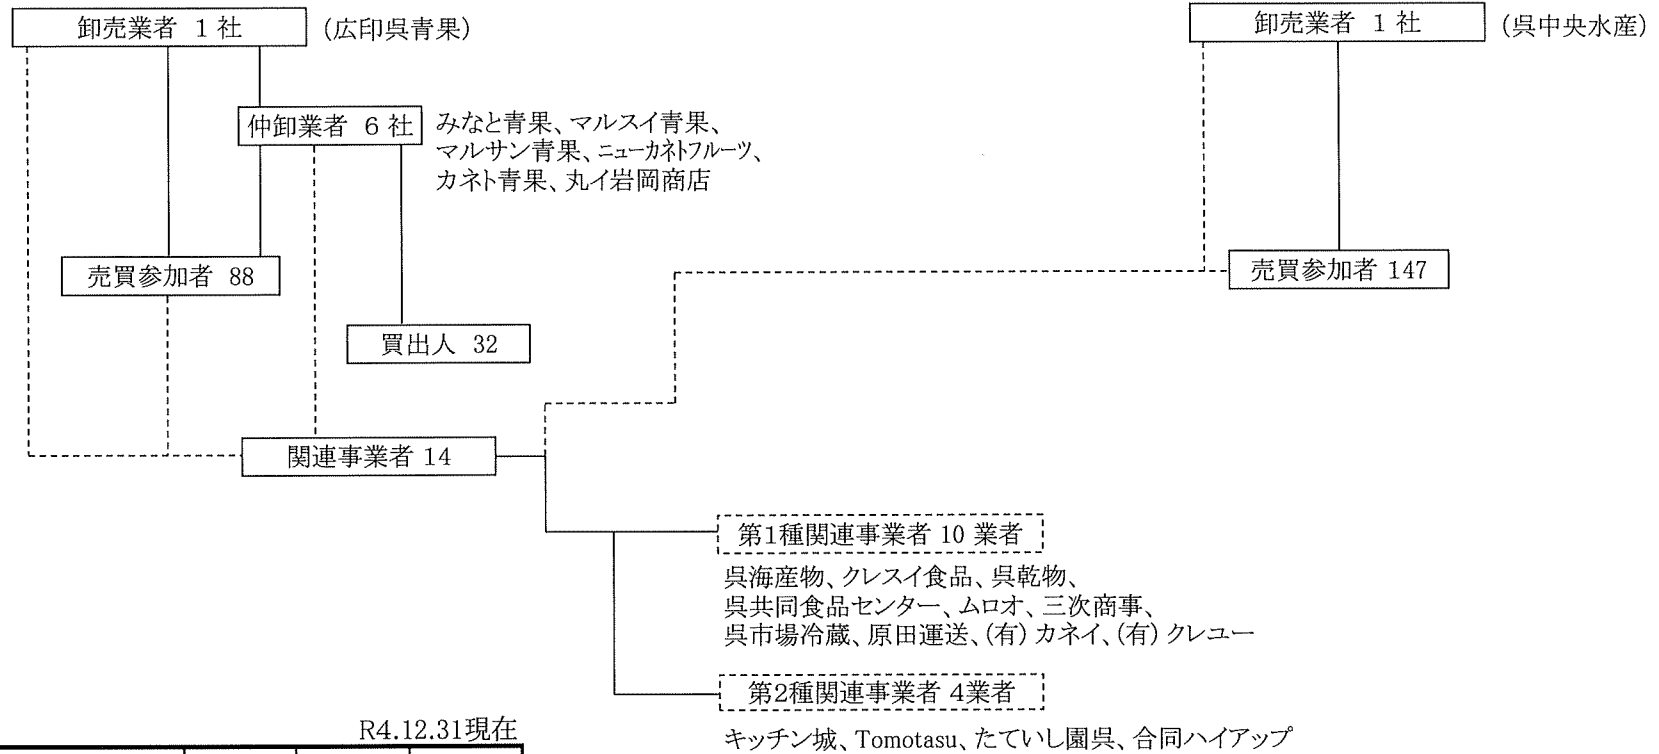 卸売業者 1 社 (広印呉青果)
卸売業者 1 社 (呉中央水産)
仲卸業者 6 社
みなと青果、マルスイ青果、
マルサン青果、ニューカネトフルーツ、
カネト青果、丸イ岩岡商店
売買参加者 88
売買参加者 147
買出人 32
関連事業者 14
第1種関連事業者 10 業者
呉海産物、クレスイ食品、呉乾物、
呉共同食品センター、ムロオ、三次商事、
呉市場冷蔵、原田運送、(有) カネイ、(有) クレユー
第2種関連事業者 4業者
キッチン城、Tomotasu、たていし園呉、合同ハイアップ
R4.12.31現在